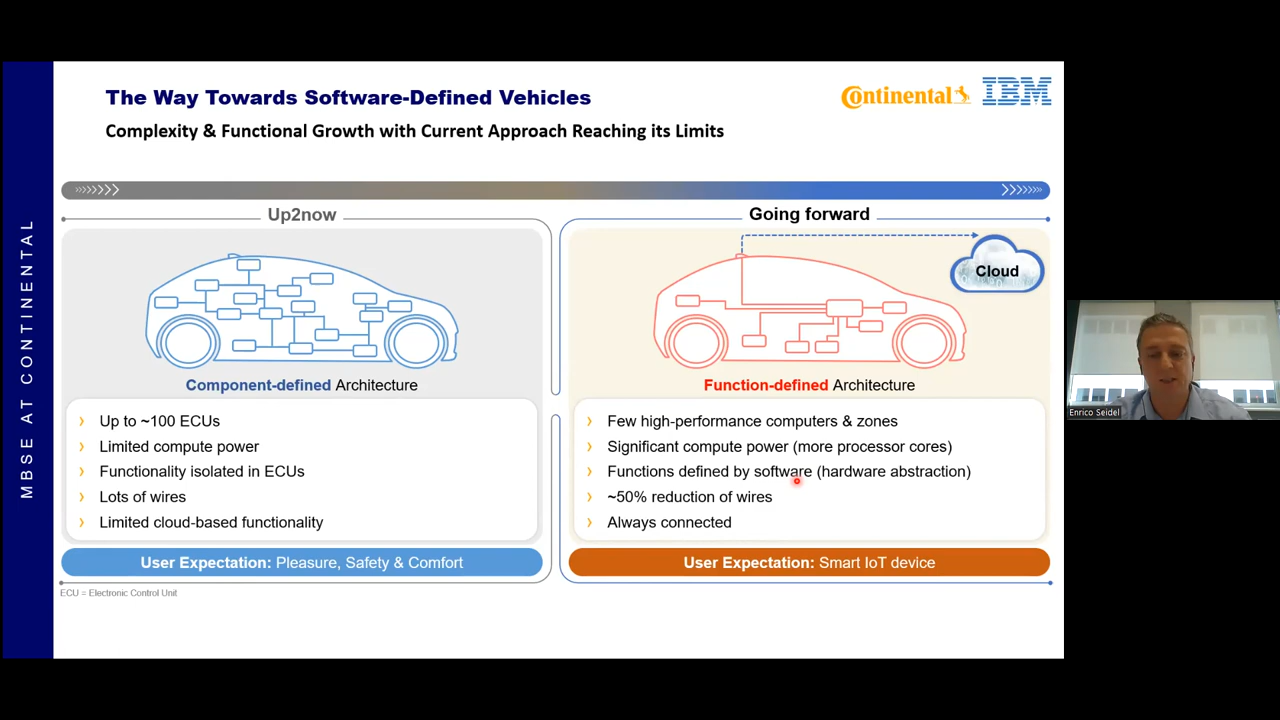 The Way Towards Software-Defined Vehicles
Complexity & Functional Growth with Current Approach Reaching its Limits
Continental
IBM
MBSE AT CONTINENTAL
Up2now
Component-defined Architecture
Up to ~100 ECUs
Limited compute power
Functionality isolated in ECUs
Lots of wires
Limited cloud-based functionality
User Expectation: Pleasure, Safety & Comfort
ECU = Electronic Control Unit
Going forward
Cloud
Function-defined Architecture
Few high-performance computers & zones
Significant compute power (more processor cores)
Functions defined by software (hardware abstraction)
~50% reduction of wires
Always connected
User Expectation: Smart IoT device
Enrico Seidel